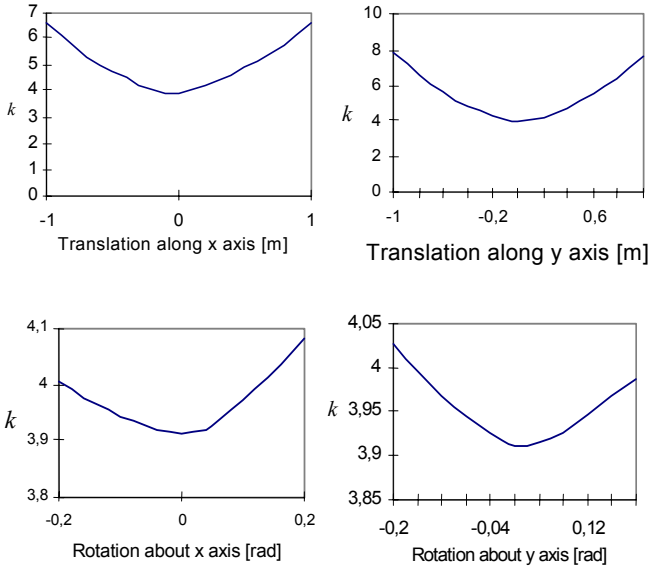 7
6
5
4
3
2
1
0
k
-1 0 1
Translation along x axis [m]
10
8
6
4
2
0
k
-1 -0,2 0,6
Translation along y axis [m]
4,1
4
3,9
3,8
k
-0,2 0 0,2
Rotation about x axis [rad]
4,05
4
3,95
3,9
3,85
k
-0,2 -0,04 0,12
Rotation about y axis [rad]